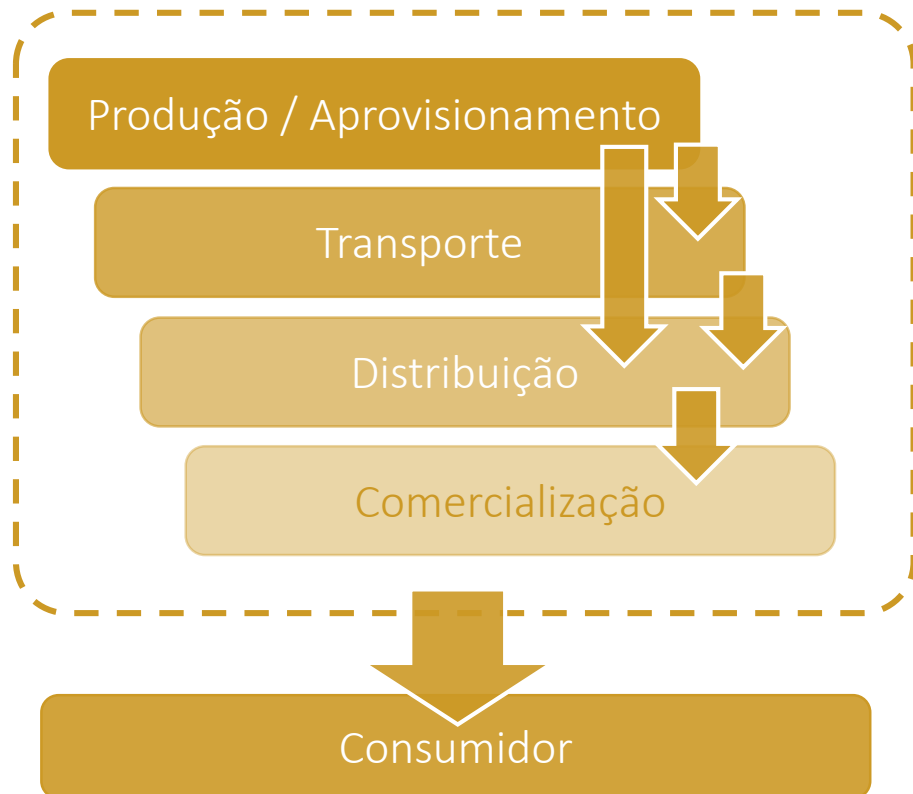 Produção / Aprovisionamento
Transporte
Distribuição
Comercialização
Consumidor